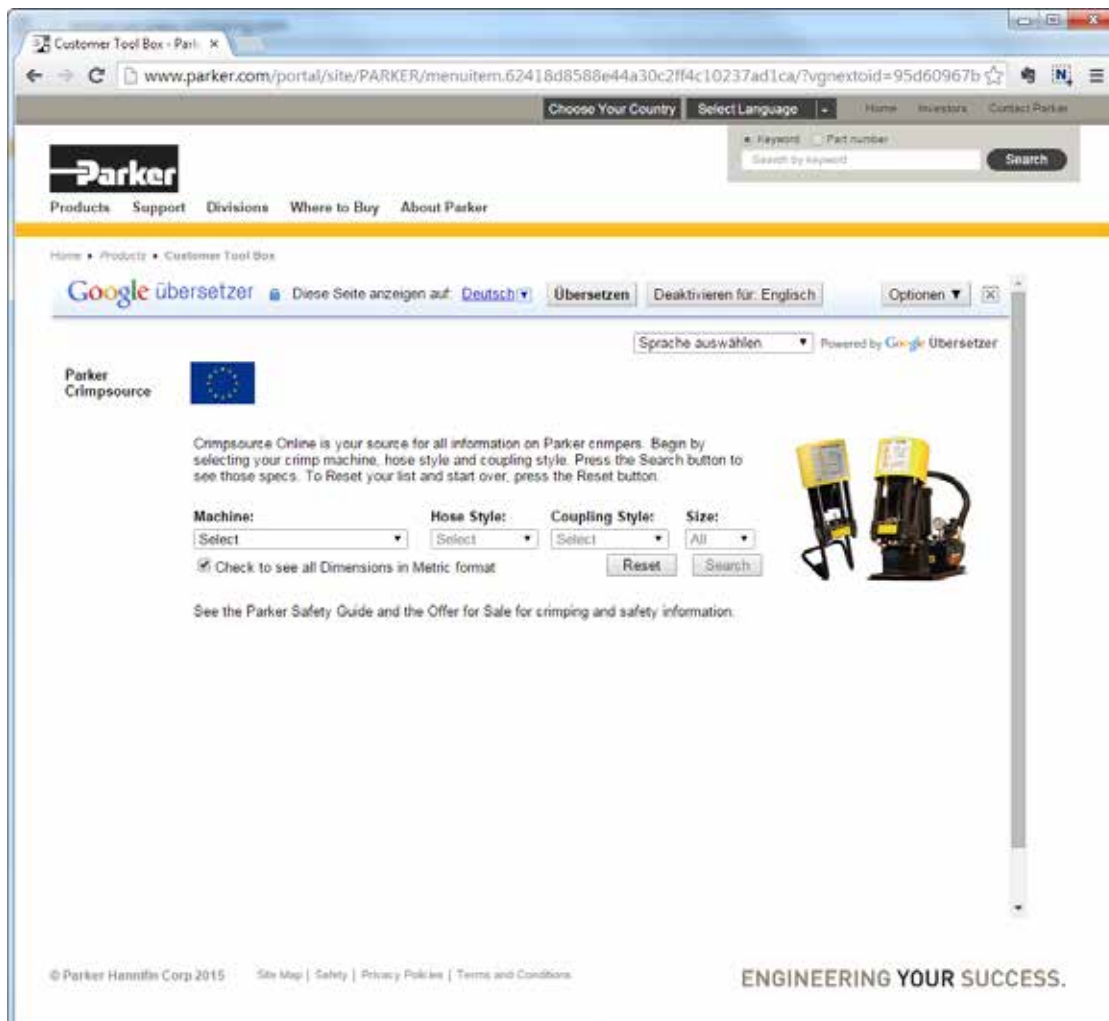 Customer Tool Box - Park
www.parker.com/portal/site/PARKER/menuitem.62418d8588e44a30c2ff4c10237ad1ca/?vgnextoid=95d60967b
Choose Your Country Select Language Home Investors Contact Parker
Keyword Part number
Parker
Search by keyword Search
Products Support Divisions Where to Buy About Parker
Home • Products • Customer Tool Box
Google übersetzer Diese Seite anzeigen auf: Deutsch Übersetzen Deaktivieren für: Englisch Optionen ▼
Sprache auswählen Powered by Google Übersetzer
Parker
Crimpsource
Crimpsource Online is your source for all information on Parker crimpers. Begin by
selecting your crimp machine, hose style and coupling style. Press the Search button to
see those specs. To Reset your list and start over, press the Reset button.
Machine: Hose Style: Coupling Style: Size:
Select Select Select All
Check to see all Dimensions in Metric format Reset Search
See the Parker Safety Guide and the Offer for Sale for crimping and safety information.
© Parker Hannifin Corp 2015 Site Map | Safety | Privacy Policies | Terms and Conditions
ENGINEERING YOUR SUCCESS.